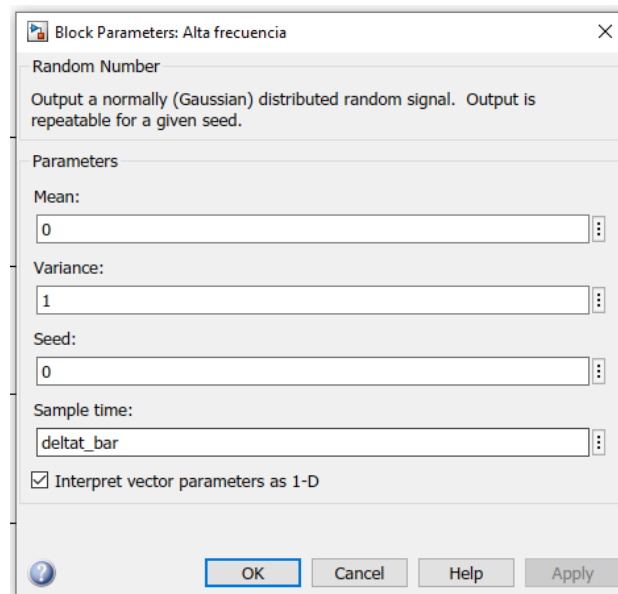 Block Parameters: Alta frecuencia
Random Number
Output a normally (Gaussian) distributed random signal.  Output is
repeatable for a given seed.
Parameters
Mean:
0
Variance:
1
Seed:
0
Sample time:
deltat_bar
Interpret vector parameters as 1-D
? OK Cancel Help Apply